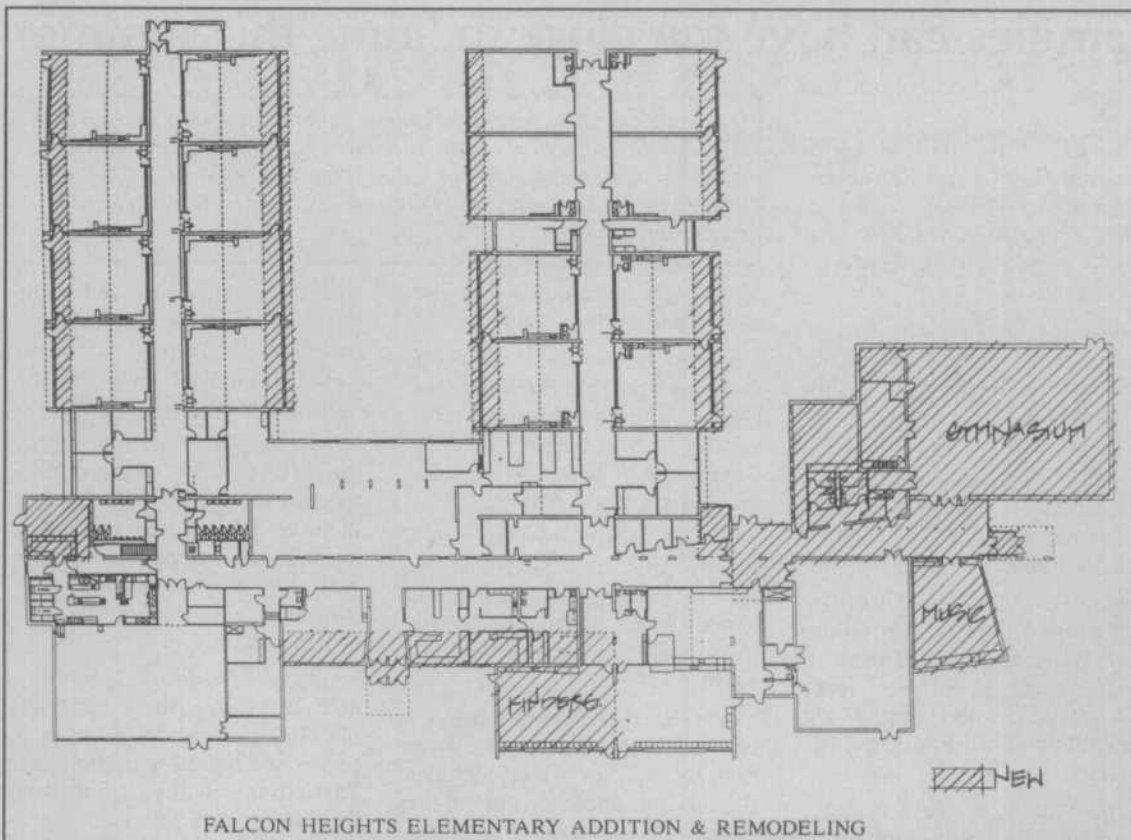 GYMNASIUM
MUSIC
KINDERG.
NEW
FALCON HEIGHTS ELEMENTARY ADDITION & REMODELING